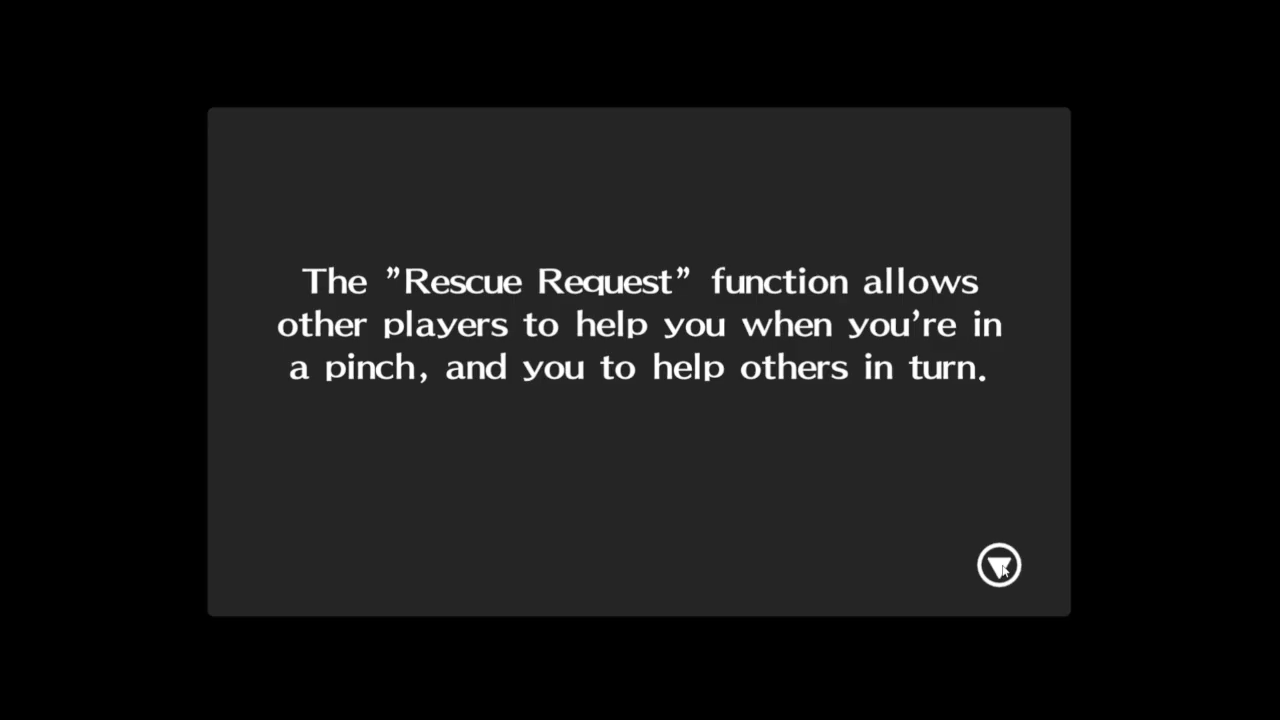 The ”Rescue Request” function allows
other players to help you when you’re in
a pinch, and you to help others in turn.